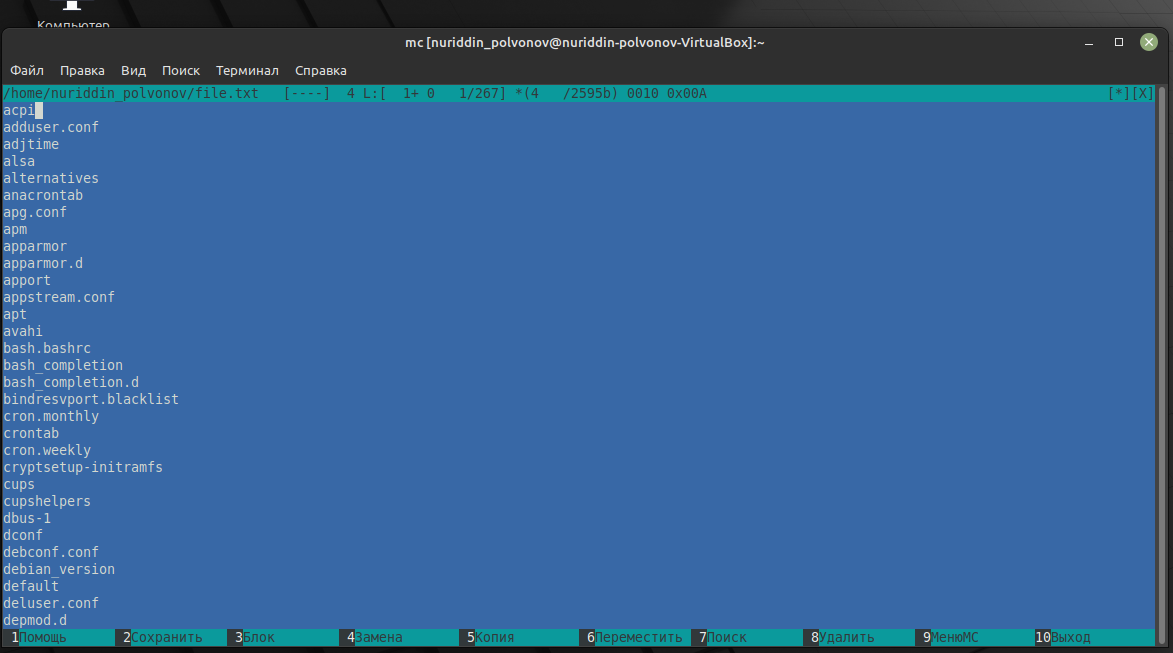 Компьютер
mc [nuriddin_polvonov@nuriddin-polvonov-VirtualBox]:~
Файл Правка Вид Поиск Терминал Справка
/home/nuriddin_polvonov/file.txt [----] 4 L:[ 1+ 0 1/267] *(4 /2595b) 0010 0x00A [*][X]
acpi
adduser.conf
adjtime
alsa
alternatives
anacrontab
apg.conf
apm
apparmor
apparmor.d
apport
appstream.conf
apt
avahi
bash.bashrc
bash_completion
bash_completion.d
bindresvport.blacklist
cron.monthly
crontab
cron.weekly
cryptsetup-initramfs
cups
cupshelpers
dbus-1
dconf
debconf.conf
debian_version
default
deluser.conf
depmod.d
1Помощь 2Сохранить 3Блок 4Замена 5Копия 6Переместить 7Поиск 8Удалить 9МенюMC 10Выход